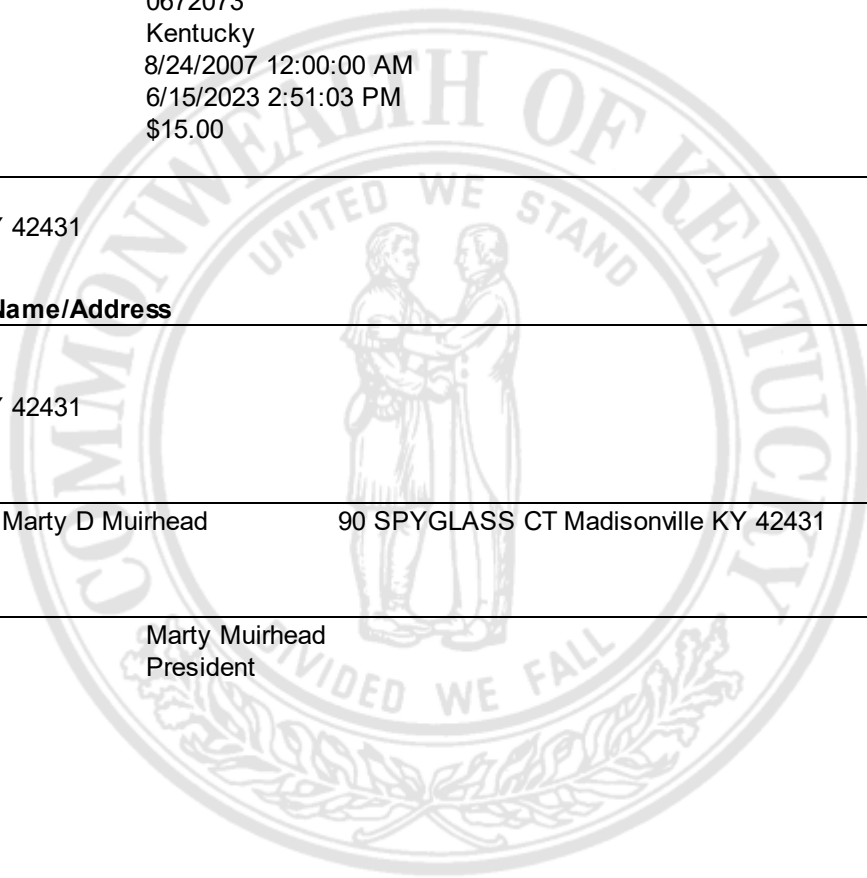 0672073
Kentucky
8/24/2007 12:00:00 AM
6/15/2023 2:51:03 PM
$15.00
42431
Name/Address
42431
Marty D Muirhead 90 SPYGLASS CT Madisonville KY 42431
Marty Muirhead
President
COMMONWEALTH OF KENTUCKY
UNITED WE STAND
DIVIDED WE FALL